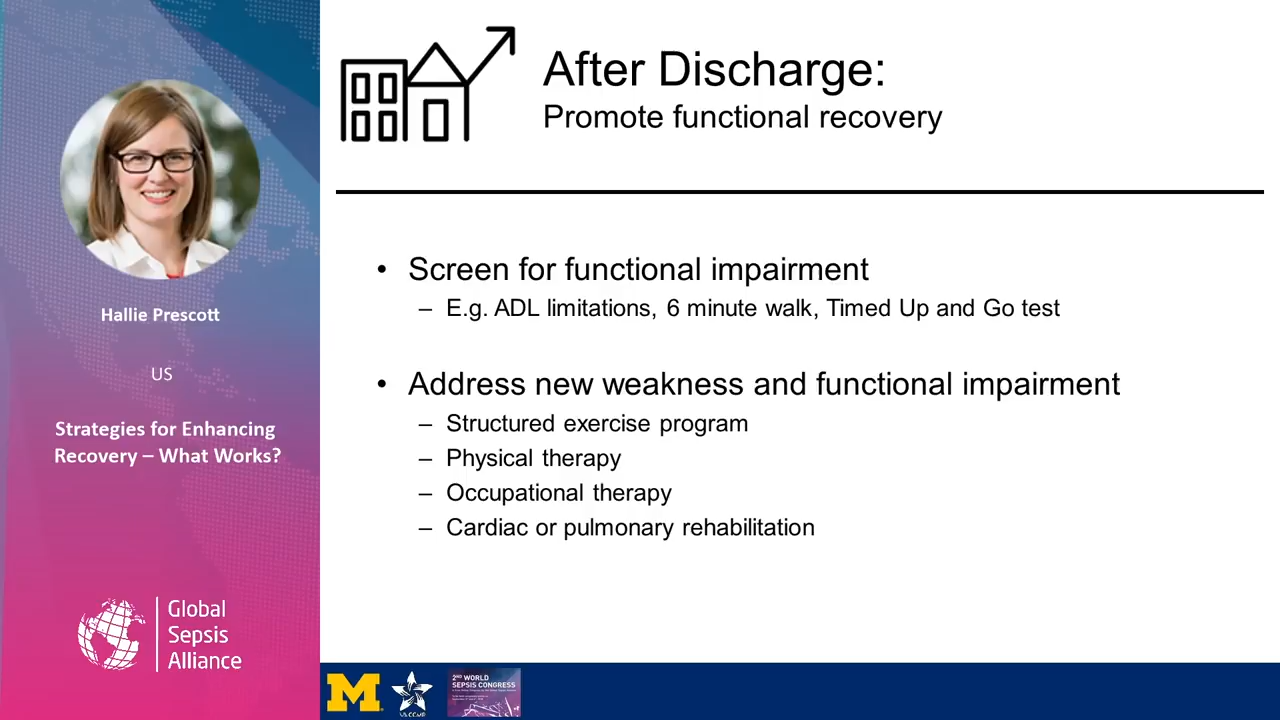 Hallie Prescott
US
Strategies for Enhancing
Recovery – What Works?
Global
Sepsis
Alliance
After Discharge:
Promote functional recovery
• Screen for functional impairment
– E.g. ADL limitations, 6 minute walk, Timed Up and Go test
• Address new weakness and functional impairment
– Structured exercise program
– Physical therapy
– Occupational therapy
– Cardiac or pulmonary rehabilitation
M
2ND WORLD
SEPSIS CONGRESS